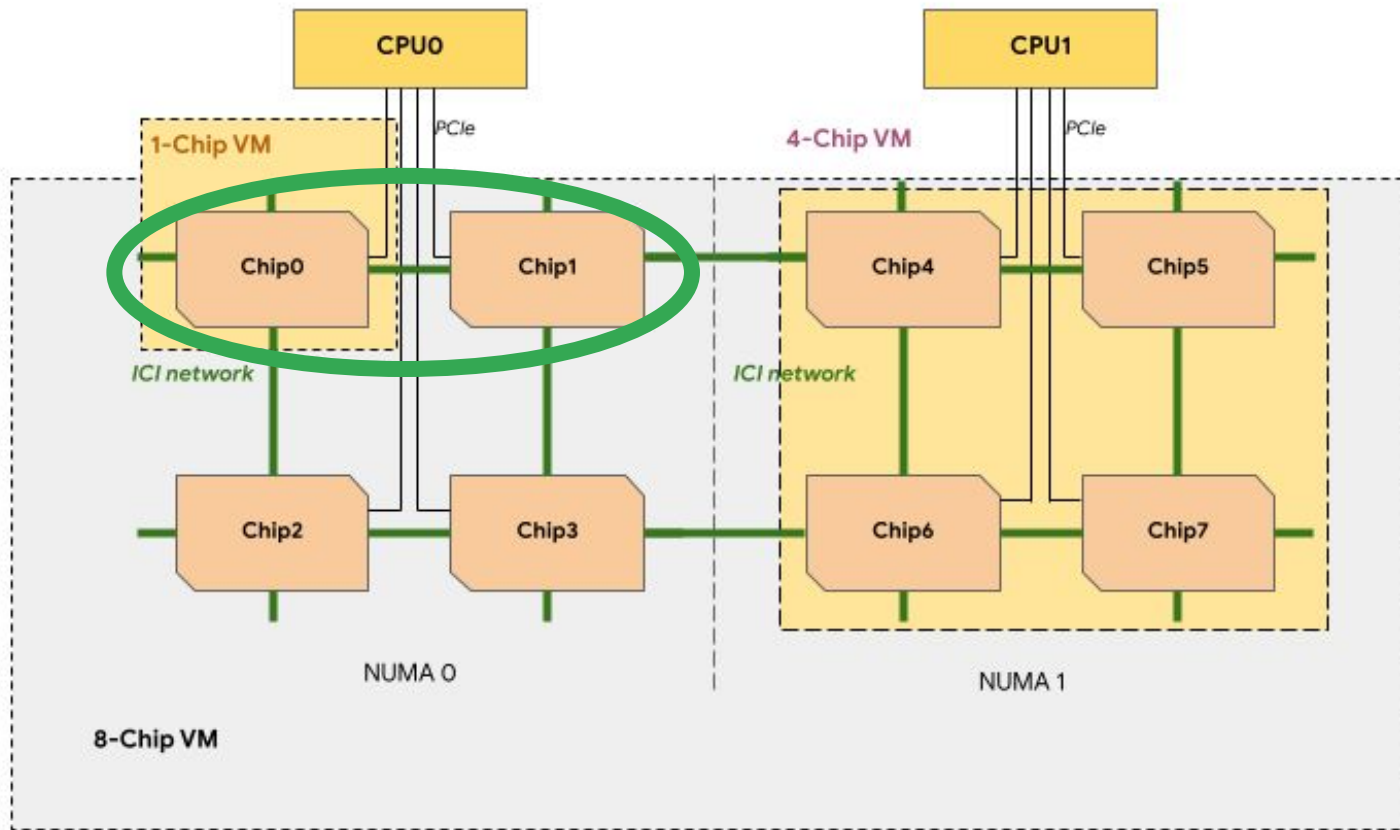 CPU0
CPU1
PCIe
PCIe
1-Chip VM
4-Chip VM
Chip0
Chip1
Chip4
Chip5
ICI network
ICI network
Chip2
Chip3
Chip6
Chip7
NUMA 0
NUMA 1
8-Chip VM